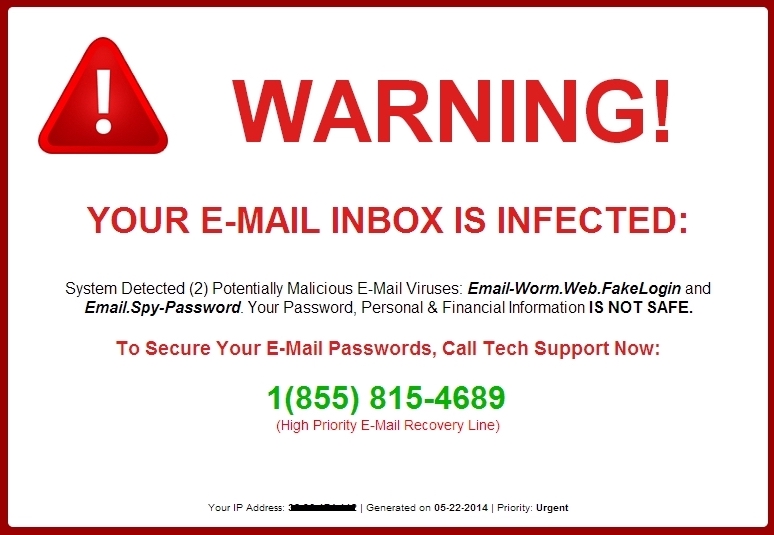 WARNING!
YOUR E-MAIL INBOX IS INFECTED:
System Detected (2) Potentially Malicious E-Mail Viruses: Email-Worm.Web.FakeLogin and
Email.Spy-Password. Your Password, Personal & Financial Information IS NOT SAFE.
To Secure Your E-Mail Passwords, Call Tech Support Now:
1(855) 815-4689
(High Priority E-Mail Recovery Line)
Your IP Address: | Generated on 05-22-2014 | Priority: Urgent